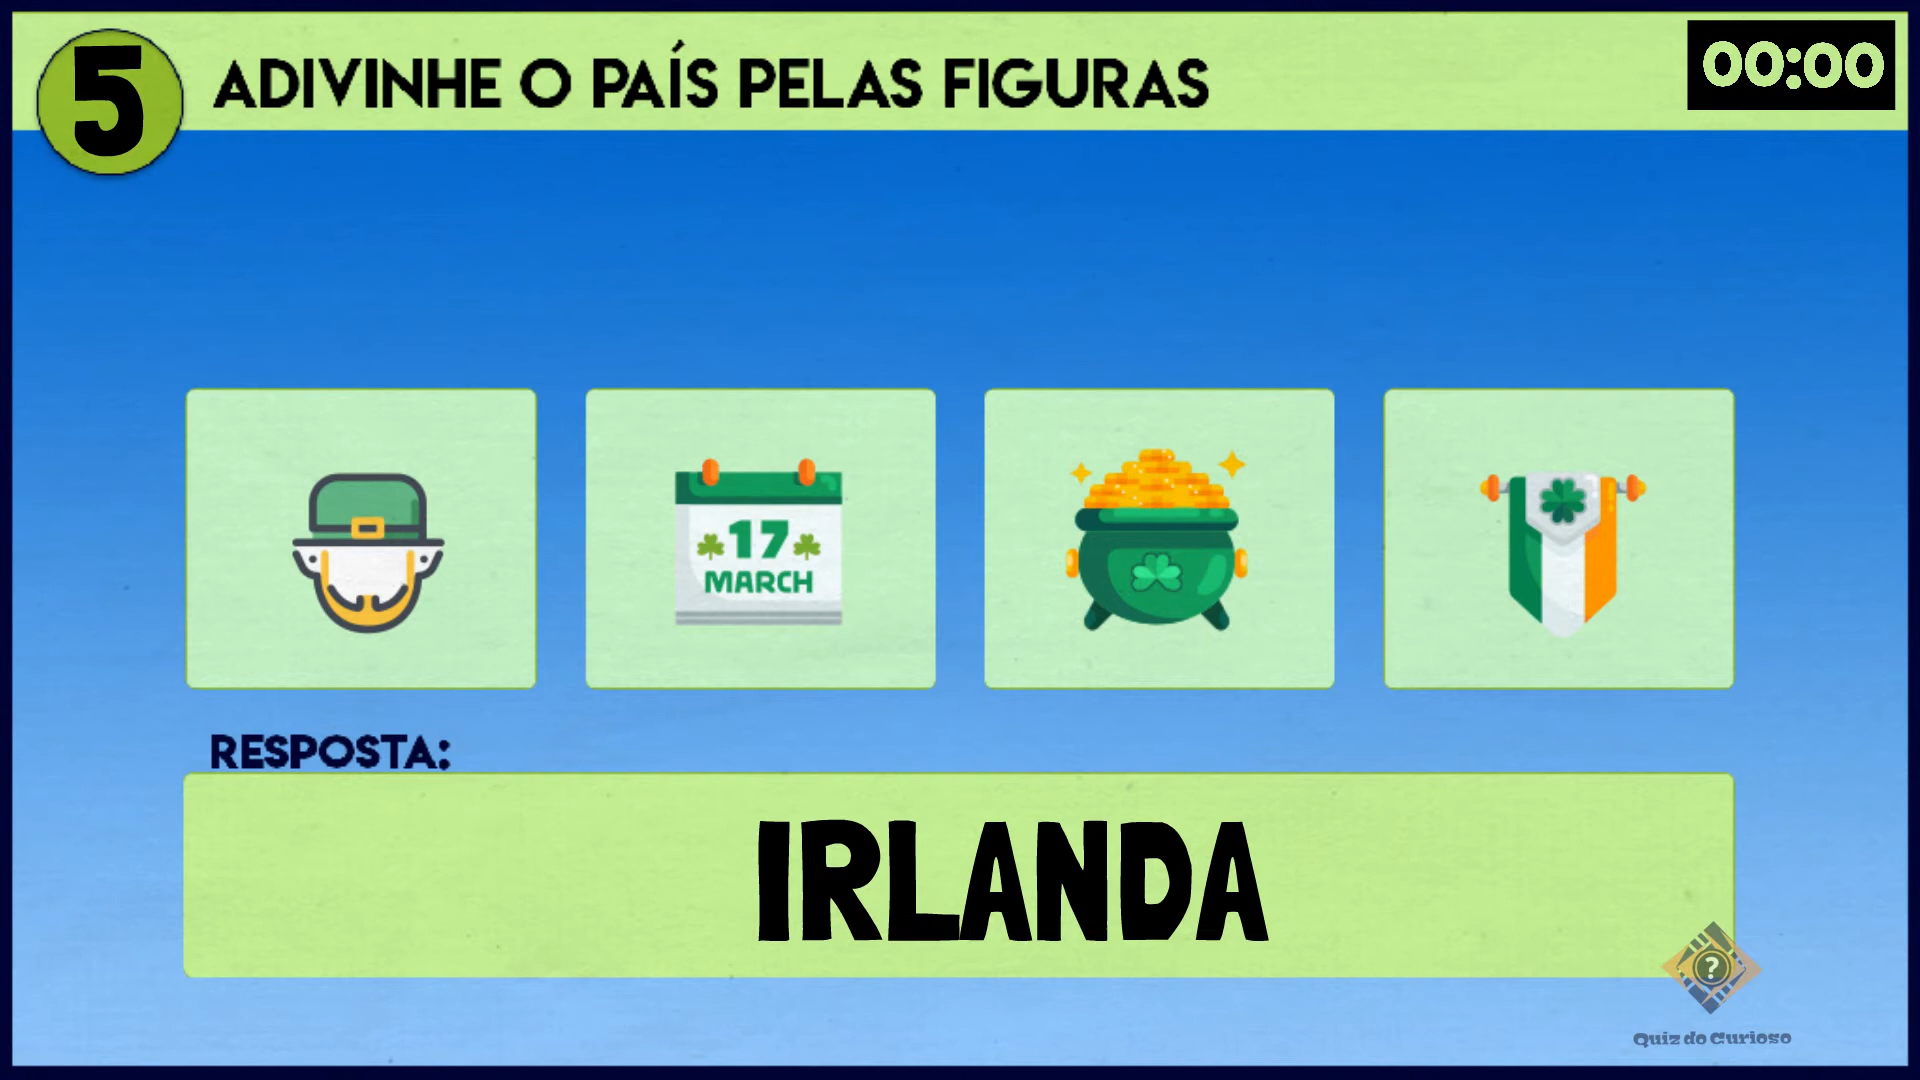 5
ADIVINHE O PAÍS PELAS FIGURAS
00:00
17
MARCH
RESPOSTA:
IRLANDA
?
Quiz do Curioso